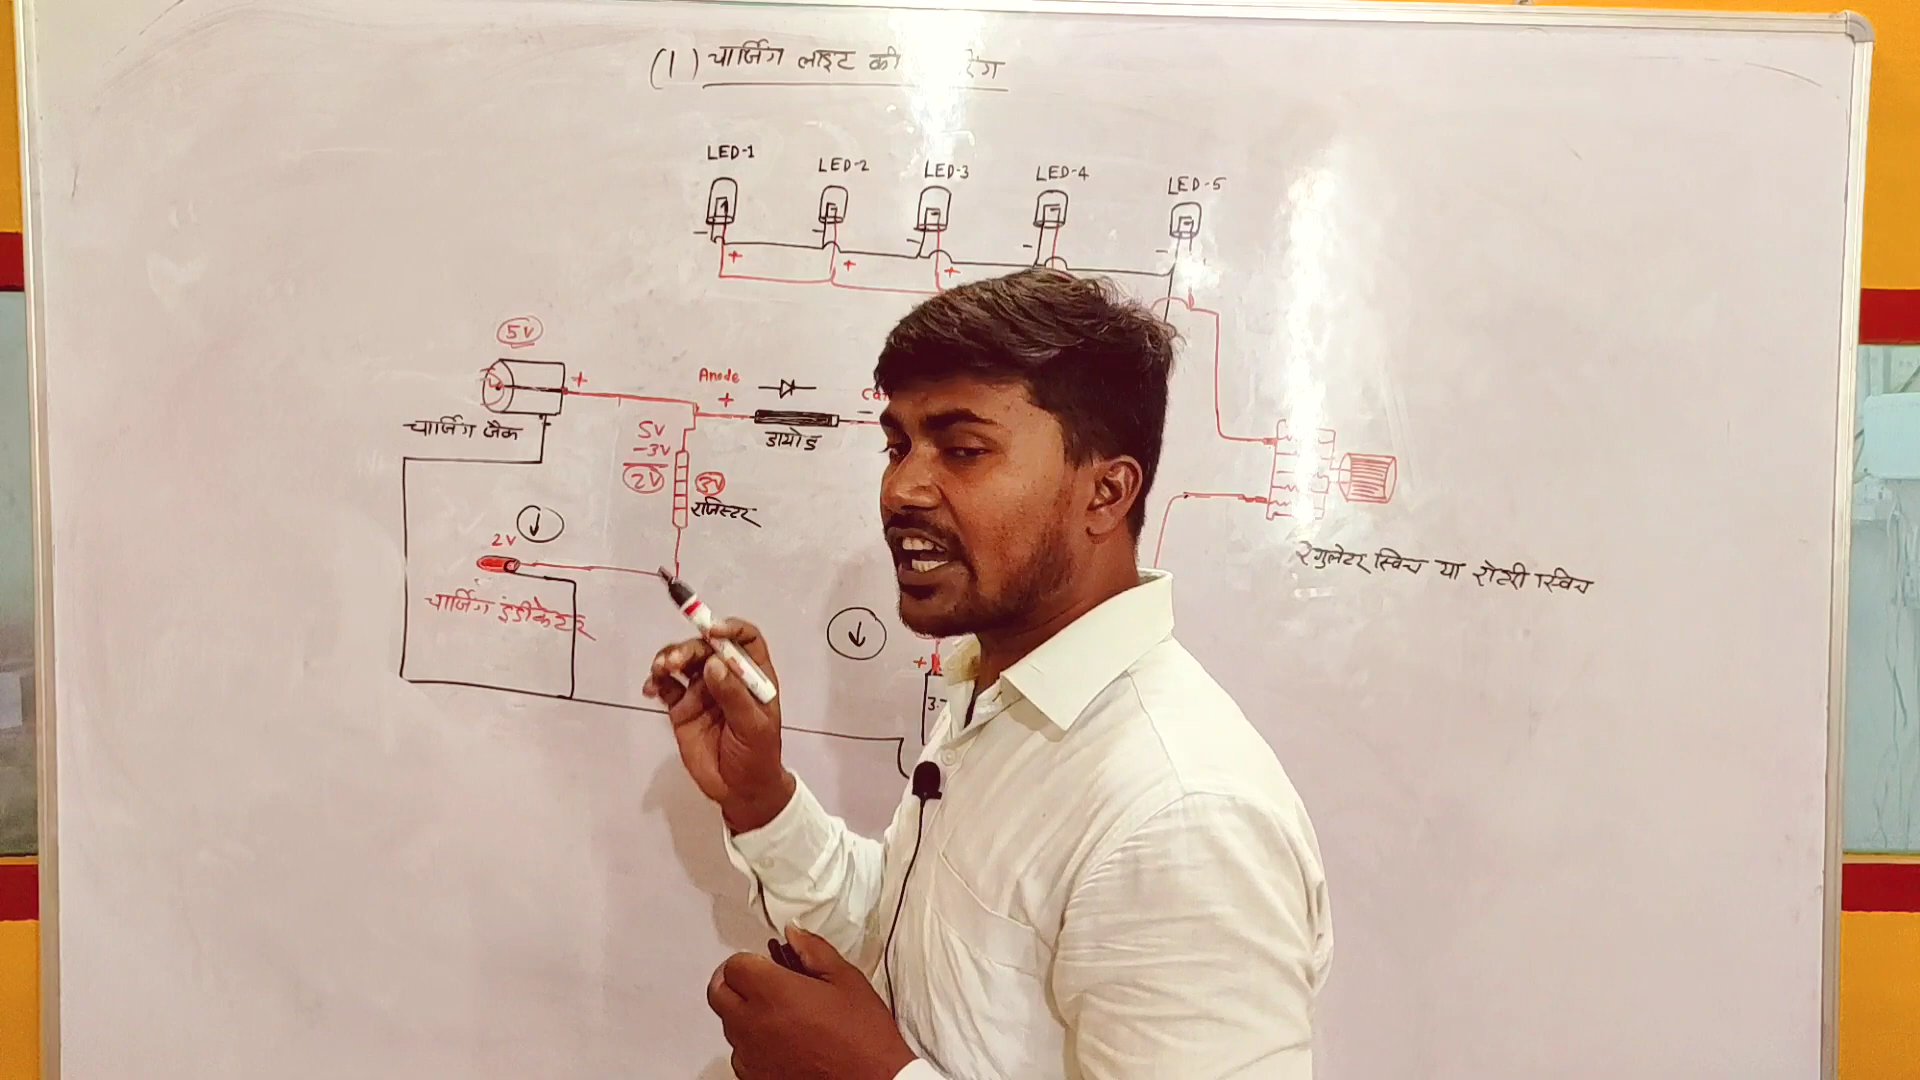 (1) चार्जिंग लाइट की
LED-1 LED-2 LED-3 LED-4 LED-5
- - - - -
+ + +
5V
+
Anode
+
-
चार्जिंग जैक
डायोड
5V
-3V
2V
3V
रजिस्टर
2V
चार्जिंग इंडीकेटर
रेगुलेटर स्विच या रोटरी स्विच
+